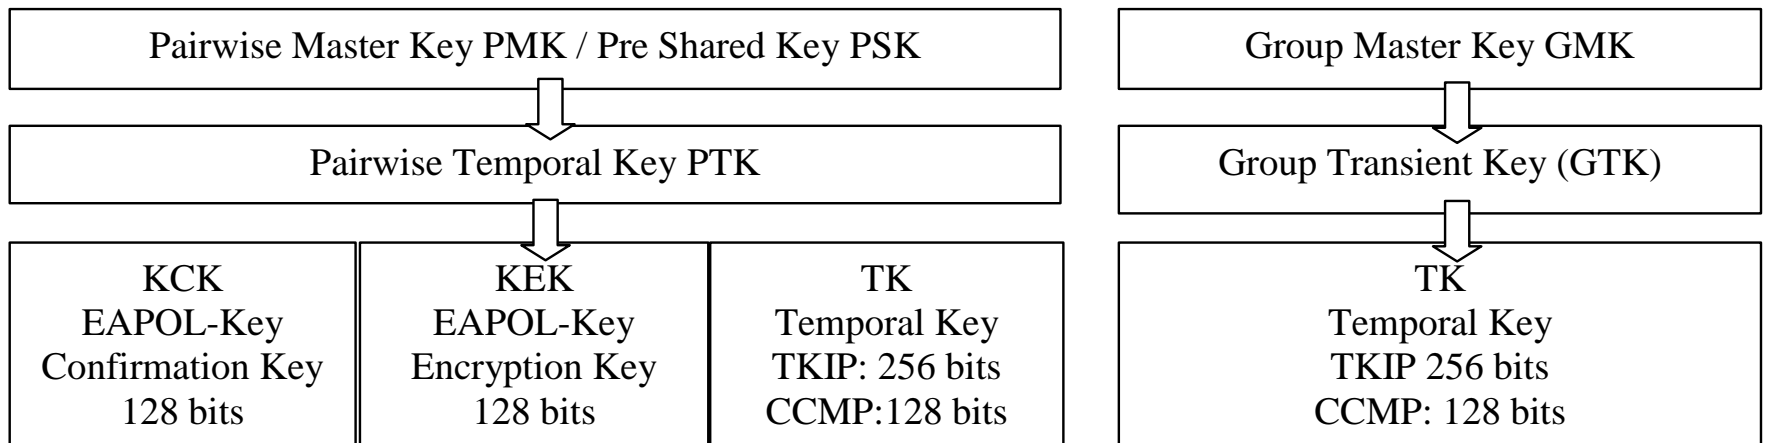 Pairwise Master Key PMK / Pre Shared Key PSK
Group Master Key GMK
Pairwise Temporal Key PTK
Group Transient Key (GTK)
KCK
EAPOL-Key
Confirmation Key
128 bits
KEK
EAPOL-Key
Encryption Key
128 bits
TK
Temporal Key
TKIP: 256 bits
CCMP:128 bits
TK
Temporal Key
TKIP 256 bits
CCMP: 128 bits